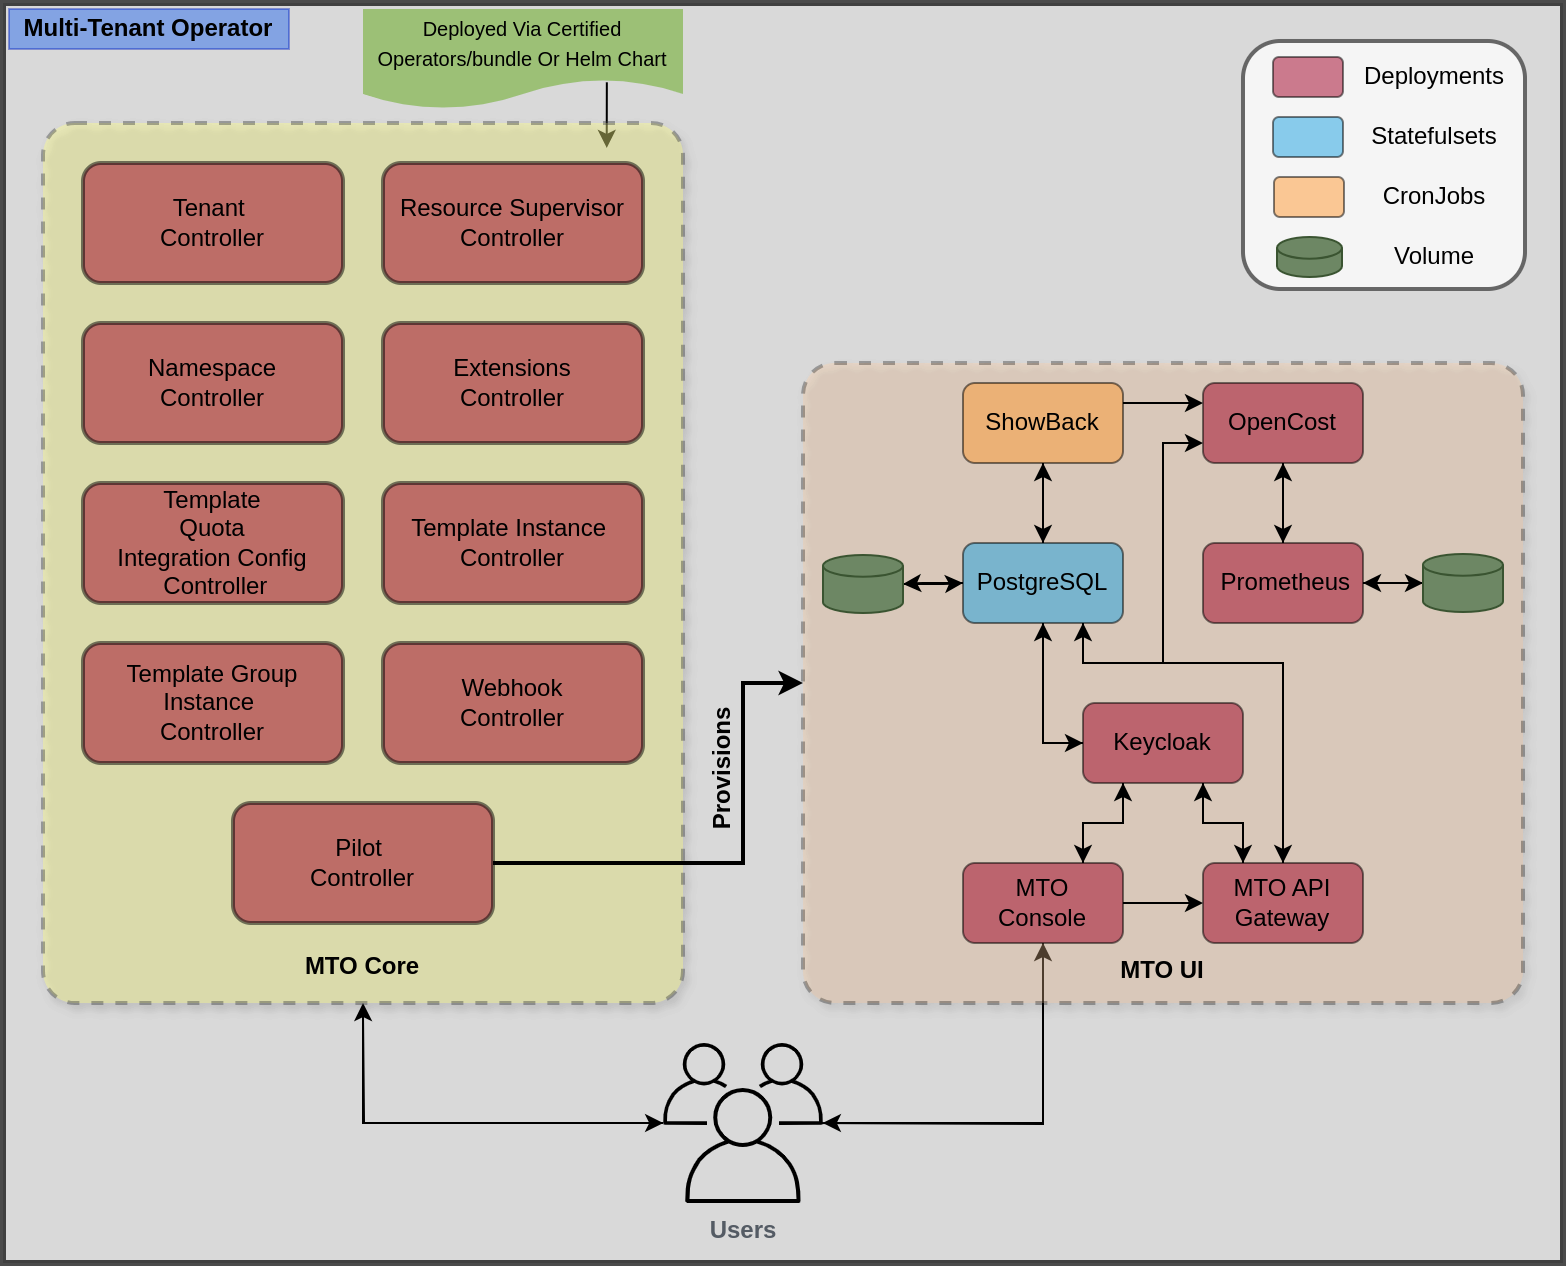 Multi-Tenant Operator
Deployed Via Certified
Operators/bundle Or Helm Chart
Deployments
Statefulsets
CronJobs
Volume
Tenant
Controller
Resource Supervisor
Controller
Namespace
Controller
Extensions
Controller
Template
Quota
Integration Config
Controller
Template Instance
Controller
Template Group
Instance
Controller
Webhook
Controller
Pilot
Controller
MTO Core
Provisions
ShowBack
OpenCost
PostgreSQL
Prometheus
Keycloak
MTO
Console
MTO API
Gateway
MTO UI
Users